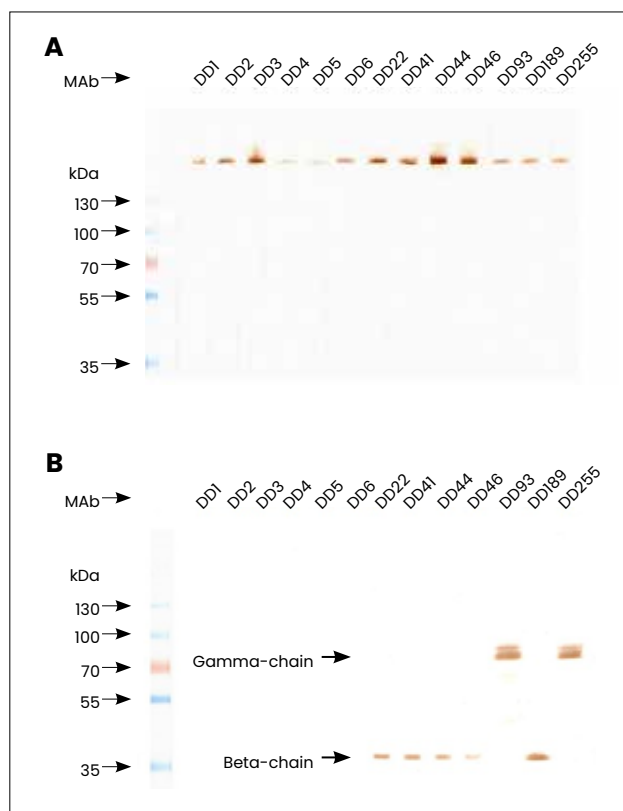 A
MAb
DD1 DD2 DD3 DD4 DD5 DD6 DD22 DD41 DD44 DD46 DD93 DD189 DD255
kDa
130
100
70
55
35
B
MAb
DD1 DD2 DD3 DD4 DD5 DD6 DD22 DD41 DD44 DD46 DD93 DD189 DD255
kDa
130
100
Gamma-chain
70
55
Beta-chain
35